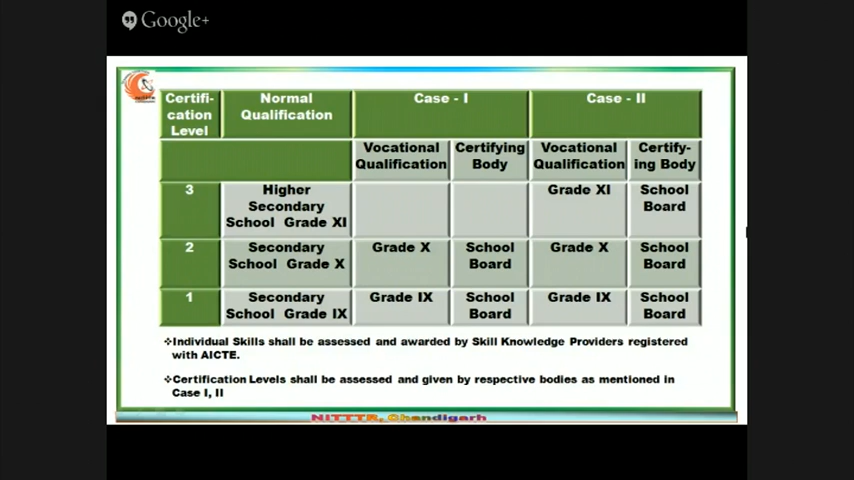 Google+
Certifi-
cation
Level
Normal
Qualification
Case - I
Case - II
Vocational
Qualification
Certifying
Body
Vocational
Qualification
Certify-
ing Body
3
Higher
Secondary
School Grade XI
Grade XI
School
Board
2
Secondary
School Grade X
Grade X
School
Board
Grade X
School
Board
1
Secondary
School Grade IX
Grade IX
School
Board
Grade IX
School
Board
❖Individual Skills shall be assessed and awarded by Skill Knowledge Providers registered
with AICTE.
❖Certification Levels shall be assessed and given by respective bodies as mentioned in
Case I, II
NITTTR, Chandigarh